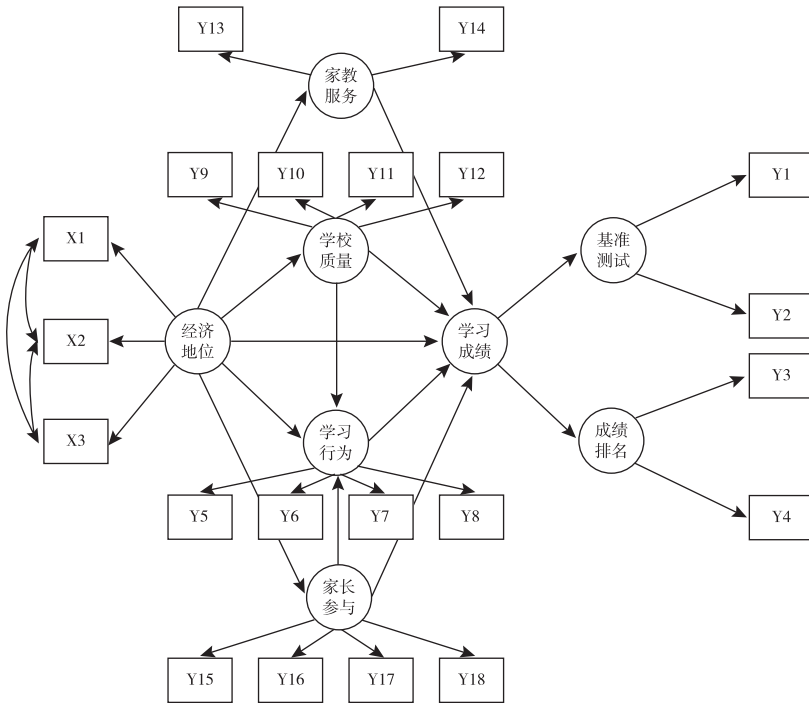 Y13
Y14
家教
服务
Y9
Y10
Y11
Y12
Y1
X1
学校
质量
基准
测试
Y2
X2
经济
地位
学习
成绩
Y3
X3
学习
行为
成绩
排名
Y5
Y6
Y7
Y8
Y4
家长
参与
Y15
Y16
Y17
Y18